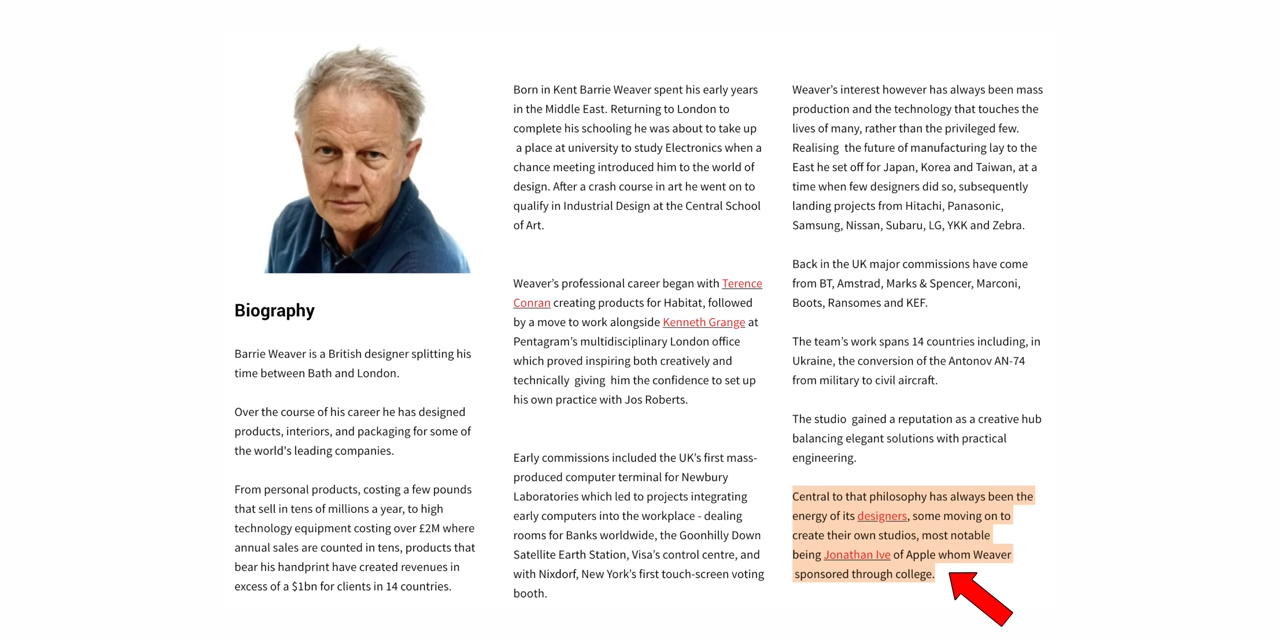 Biography
Barrie Weaver is a British designer splitting his
time between Bath and London.
Over the course of his career he has designed
products, interiors, and packaging for some of
the world's leading companies.
From personal products, costing a few pounds
that sell in tens of millions a year, to high
technology equipment costing over £2M where
annual sales are counted in tens, products that
bear his handprint have created revenues in
excess of a $1bn for clients in 14 countries.
Born in Kent Barrie Weaver spent his early years
in the Middle East. Returning to London to
complete his schooling he was about to take up
a place at university to study Electronics when a
chance meeting introduced him to the world of
design. After a crash course in art he went on to
qualify in Industrial Design at the Central School
of Art.
Weaver’s professional career began with Terence
Conran creating products for Habitat, followed
by a move to work alongside Kenneth Grange at
Pentagram’s multidisciplinary London office
which proved inspiring both creatively and
technically  giving  him the confidence to set up
his own practice with Jos Roberts.
Early commissions included the UK’s first mass-
produced computer terminal for Newbury
Laboratories which led to projects integrating
early computers into the workplace - dealing
rooms for Banks worldwide, the Goonhilly Down
Satellite Earth Station, Visa’s control centre, and
with Nixdorf, New York’s first touch-screen voting
booth.
Weaver’s interest however has always been mass
production and the technology that touches the
lives of many, rather than the privileged few.
Realising  the future of manufacturing lay to the
East he set off for Japan, Korea and Taiwan, at a
time when few designers did so, subsequently
landing projects from Hitachi, Panasonic,
Samsung, Nissan, Subaru, LG, YKK and Zebra.
Back in the UK major commissions have come
from BT, Amstrad, Marks & Spencer, Marconi,
Boots, Ransomes and KEF.
The team’s work spans 14 countries including, in
Ukraine, the conversion of the Antonov AN-74
from military to civil aircraft.
The studio  gained a reputation as a creative hub
balancing elegant solutions with practical
engineering.
Central to that philosophy has always been the
energy of its designers, some moving on to
create their own studios, most notable
being Jonathan Ive of Apple whom Weaver
sponsored through college.